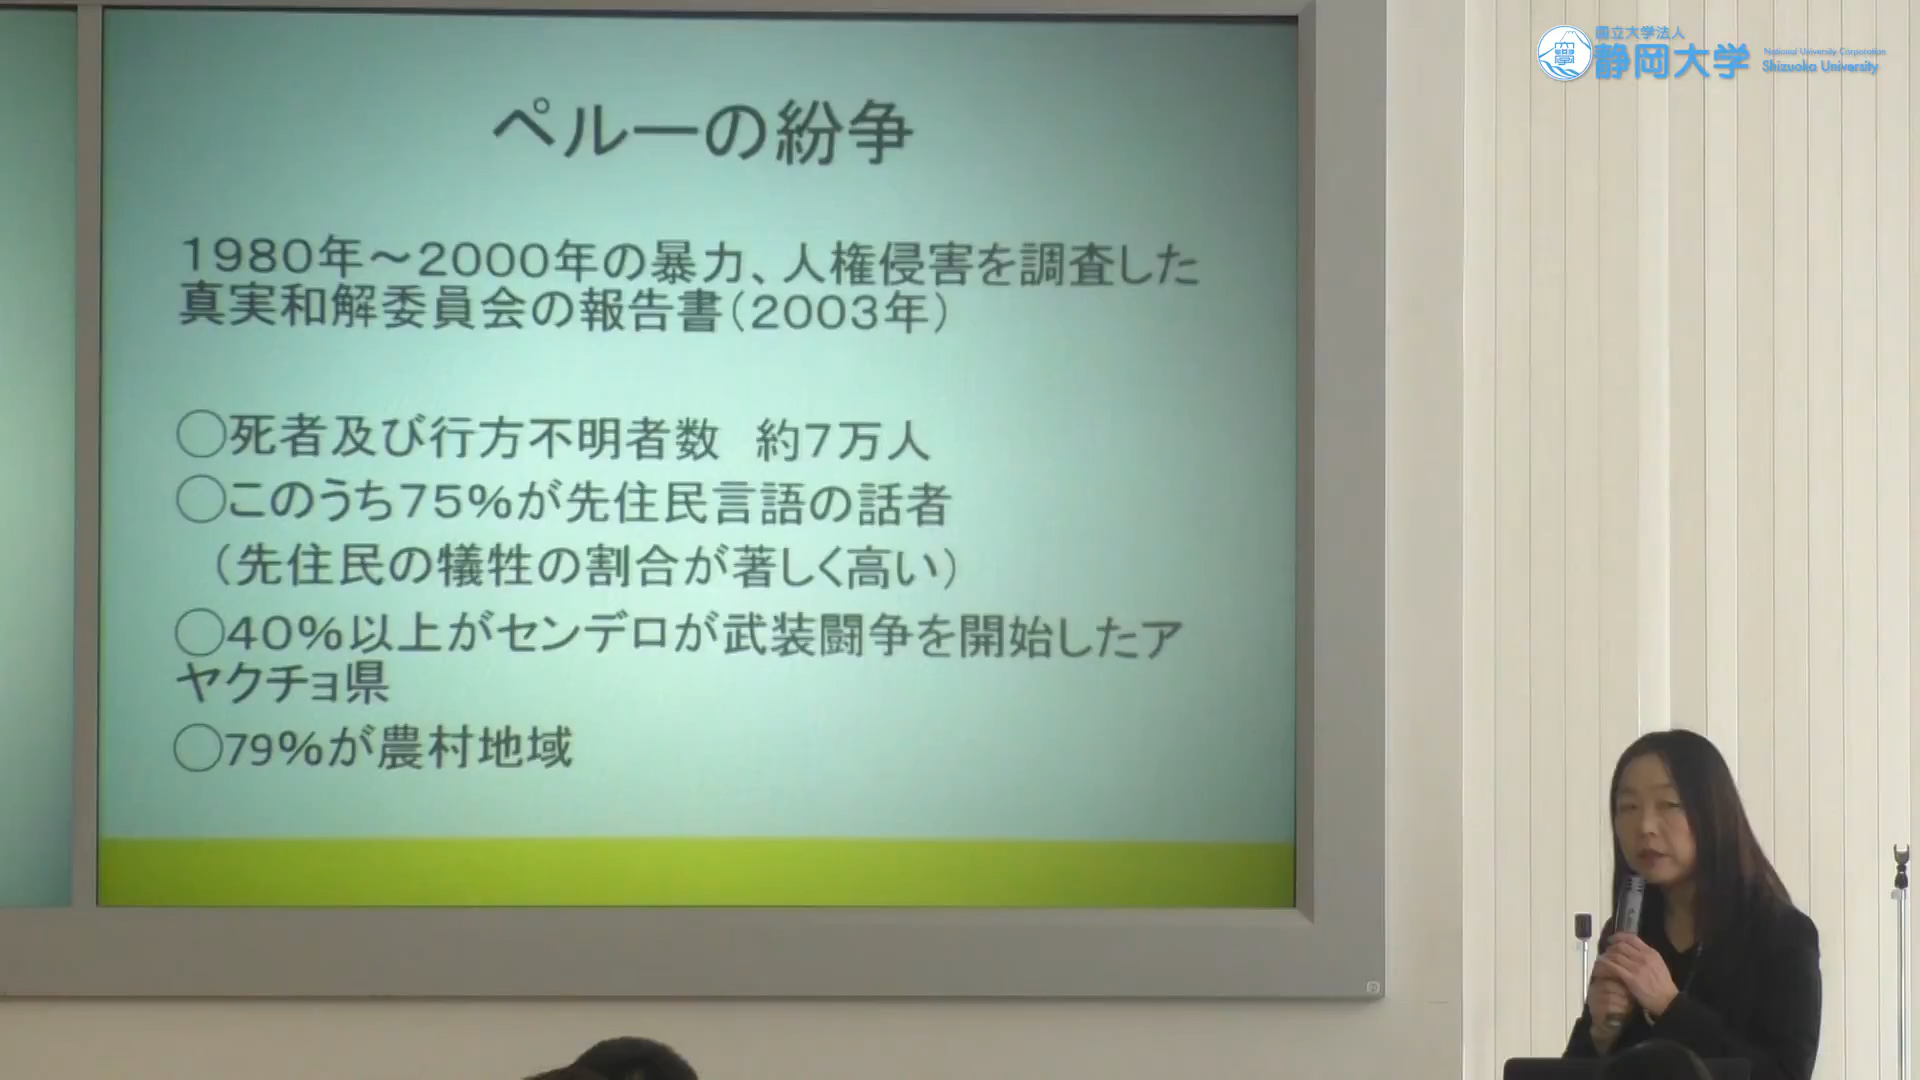 国立大学法人
静岡大学
National University Corporation
Shizuoka University
ペルーの紛争
1980年～2000年の暴力、人権侵害を調査した
真実和解委員会の報告書（2003年）
○死者及び行方不明者数　約7万人
○このうち75%が先住民言語の話者
（先住民の犠牲の割合が著しく高い）
○40%以上がセンデロが武装闘争を開始したア
ヤクチョ県
○79%が農村地域